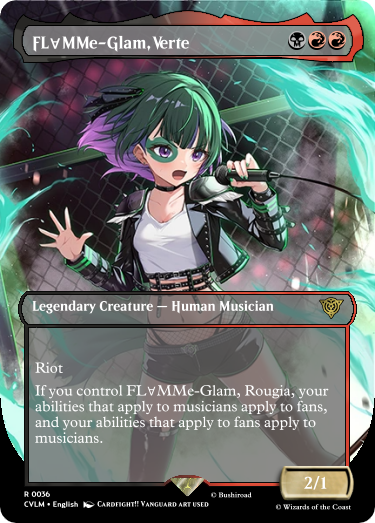 FL∀MMe-Glam, Verte
Legendary Creature — Human Musician
Riot
If you control FL∀MMe-Glam, Rougia, your
abilities that apply to musicians apply to fans,
and your abilities that apply to fans apply to
musicians.
2/1
R 0036 © Bushiroad
CVLM • English CARDFIGHT!! VANGUARD ART USED © Wizards of the Coast